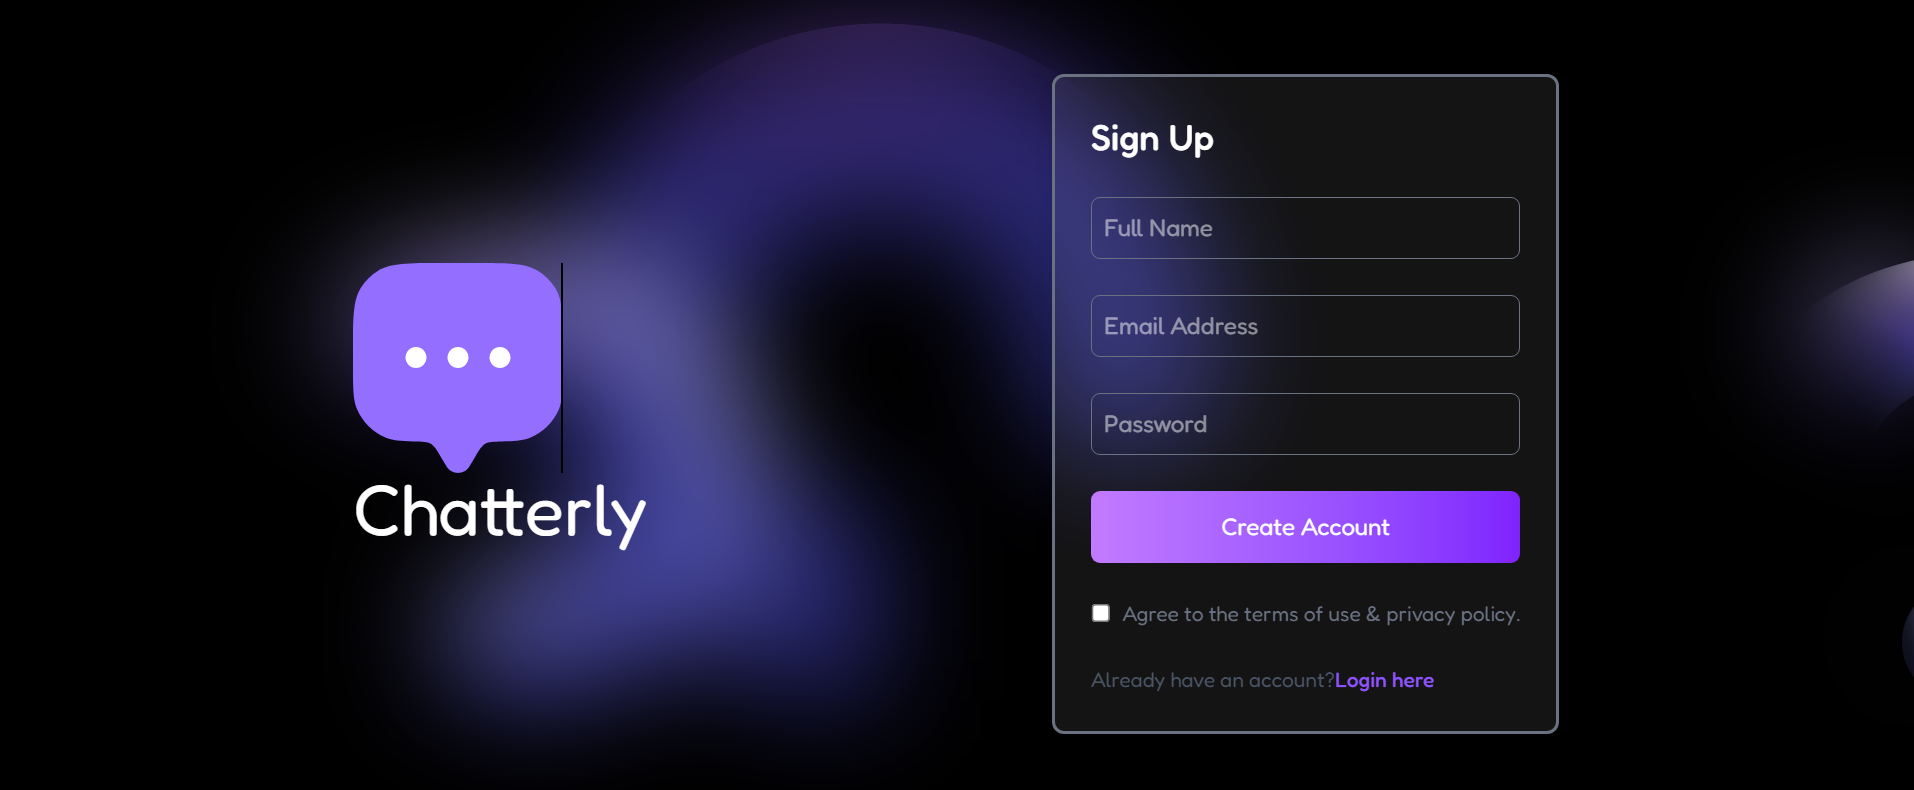 Chatterly
Sign Up
Full Name
Email Address
Password
Create Account
Agree to the terms of use & privacy policy.
Already have an account?Login here